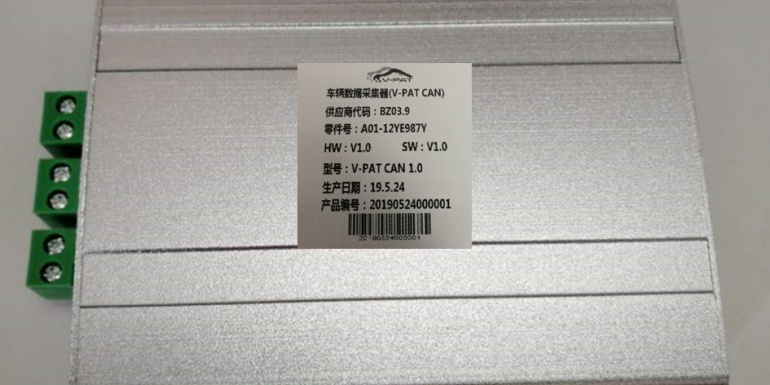 V-PAT
车辆数据采集器(V-PAT CAN)
供应商代码：BZ03.9
零件号：A01-12YE987Y
HW：V1.0 SW：V1.0
型号：V-PAT CAN 1.0
生产日期：19.5.24
产品编号：20190524000001
20190524000001